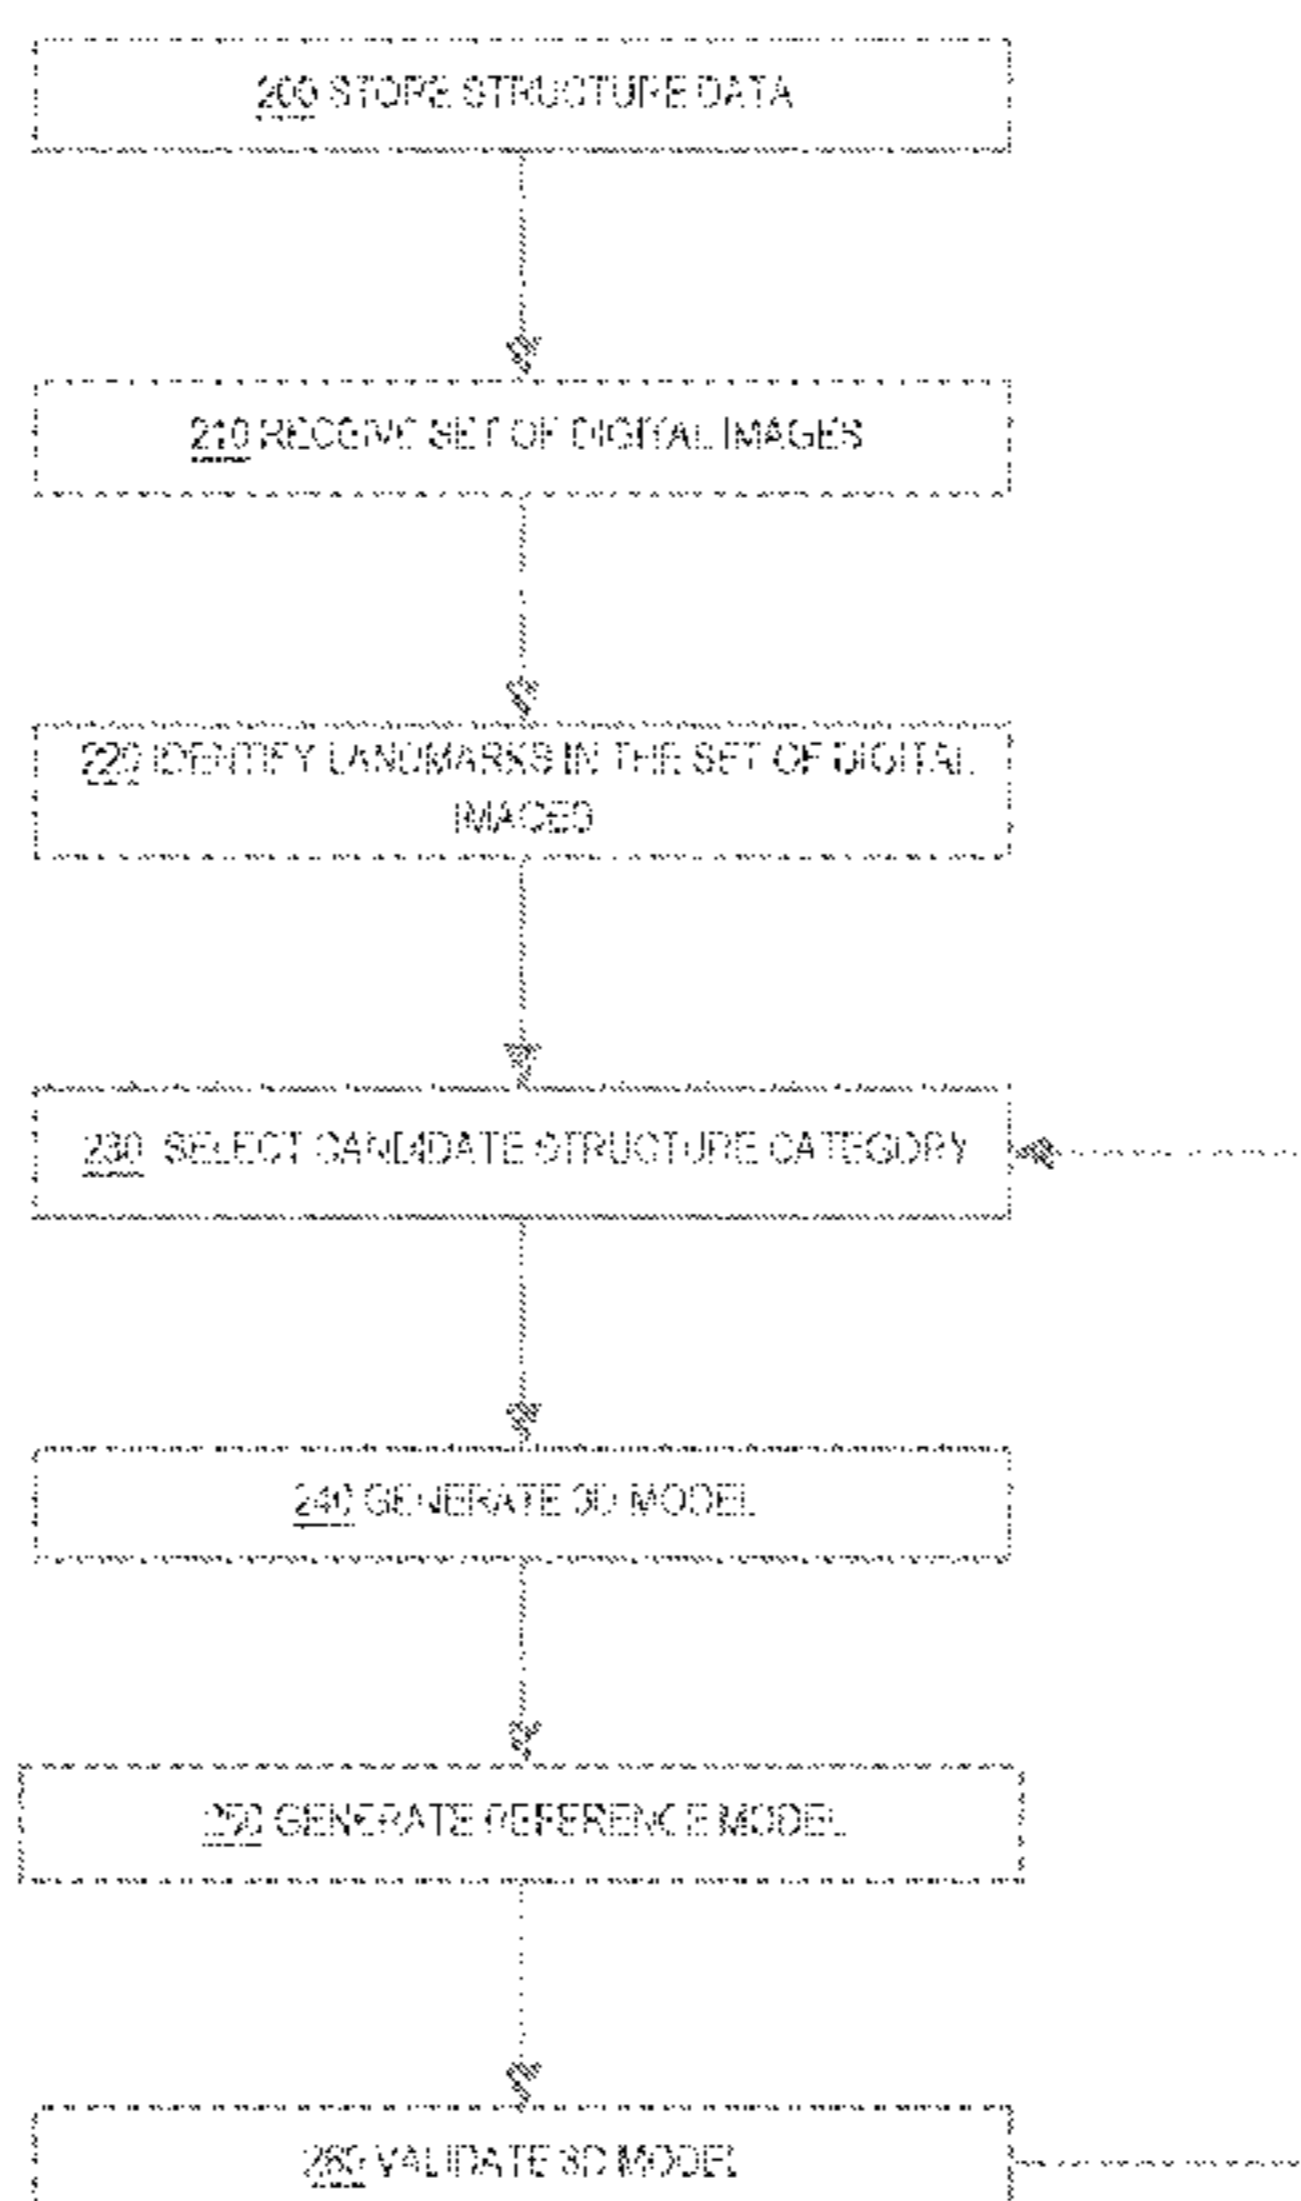 200 STORE STRUCTURE DATA
210 RECEIVE SET OF DIGITAL IMAGES
220 IDENTIFY LANDMARKS IN THE SET OF DIGITAL
IMAGES
230 SELECT CANDIDATE STRUCTURE CATEGORY
240 GENERATE 3D MODEL
250 GENERATE REFERENCE MODEL
260 VALIDATE 3D MODEL